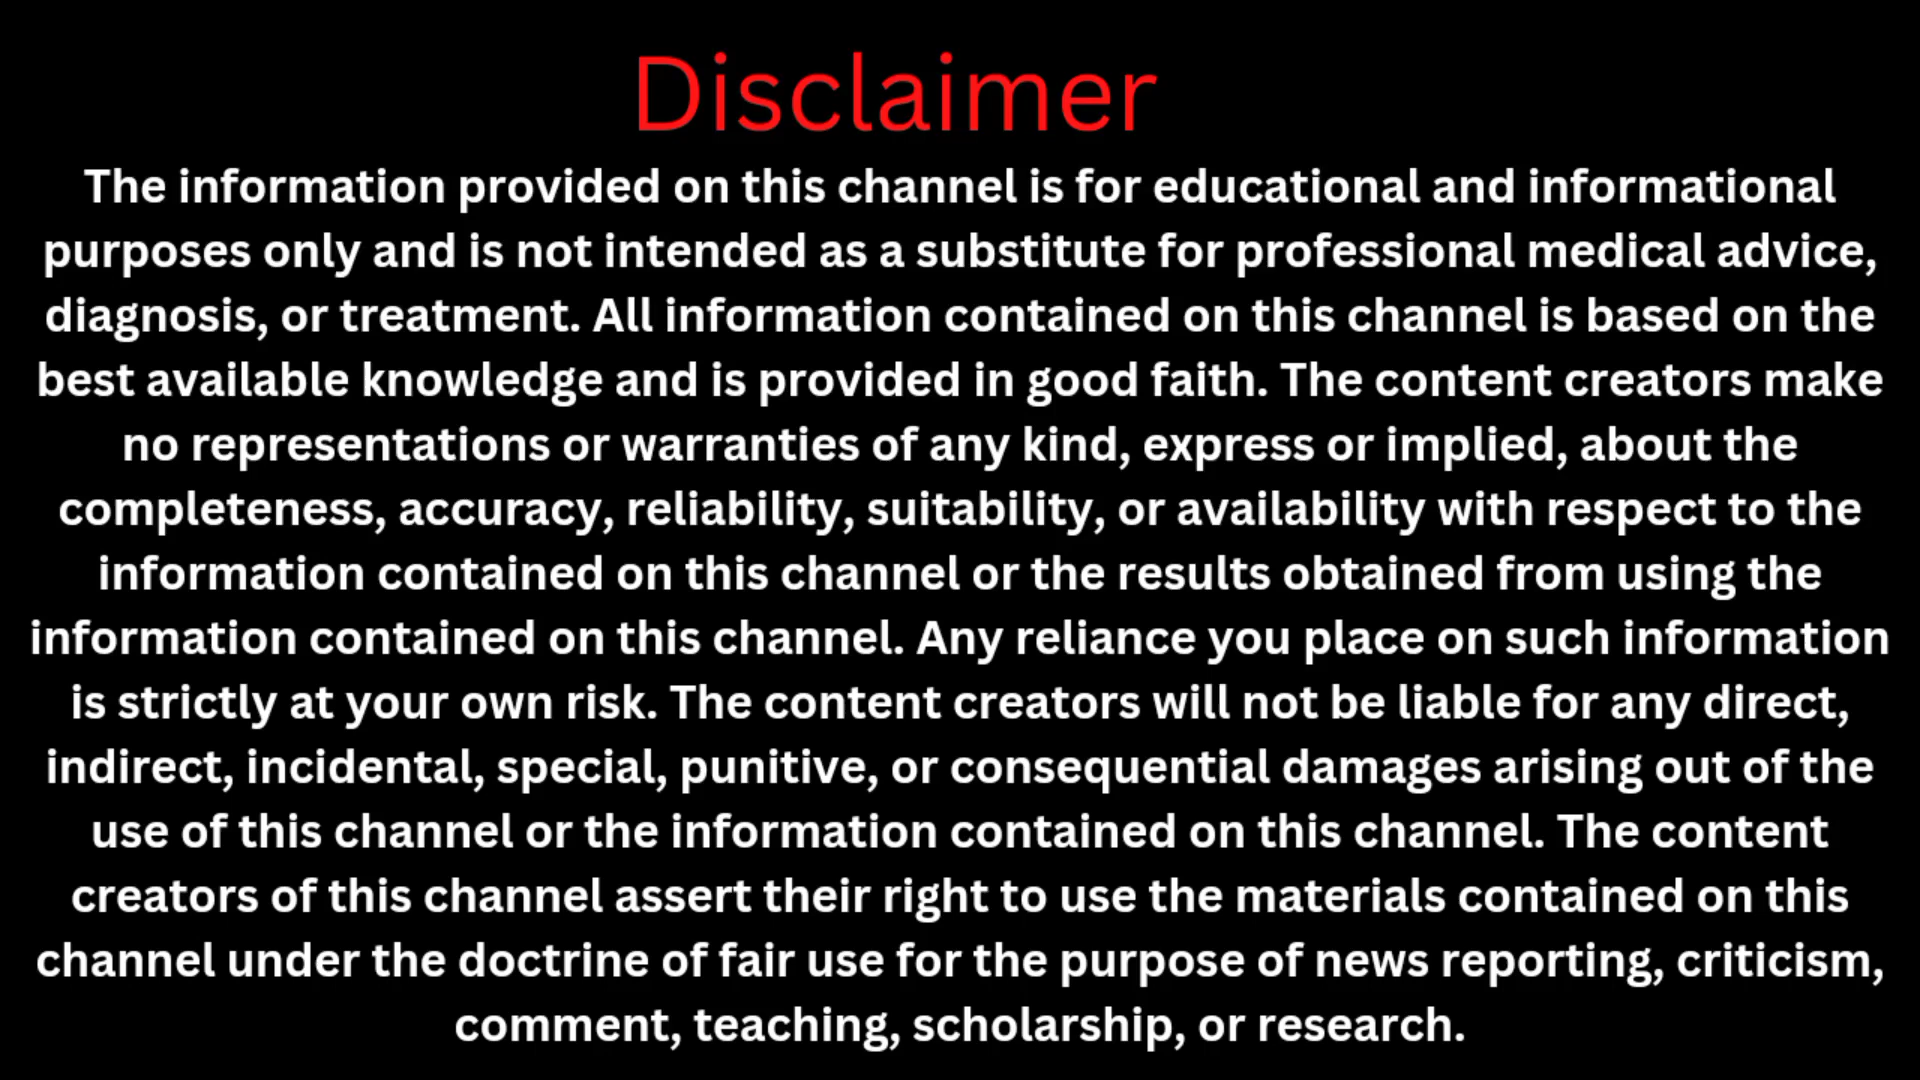 Disclaimer
The information provided on this channel is for educational and informational
purposes only and is not intended as a substitute for professional medical advice,
diagnosis, or treatment. All information contained on this channel is based on the
best available knowledge and is provided in good faith. The content creators make
no representations or warranties of any kind, express or implied, about the
completeness, accuracy, reliability, suitability, or availability with respect to the
information contained on this channel or the results obtained from using the
information contained on this channel. Any reliance you place on such information
is strictly at your own risk. The content creators will not be liable for any direct,
indirect, incidental, special, punitive, or consequential damages arising out of the
use of this channel or the information contained on this channel. The content
creators of this channel assert their right to use the materials contained on this
channel under the doctrine of fair use for the purpose of news reporting, criticism,
comment, teaching, scholarship, or research.